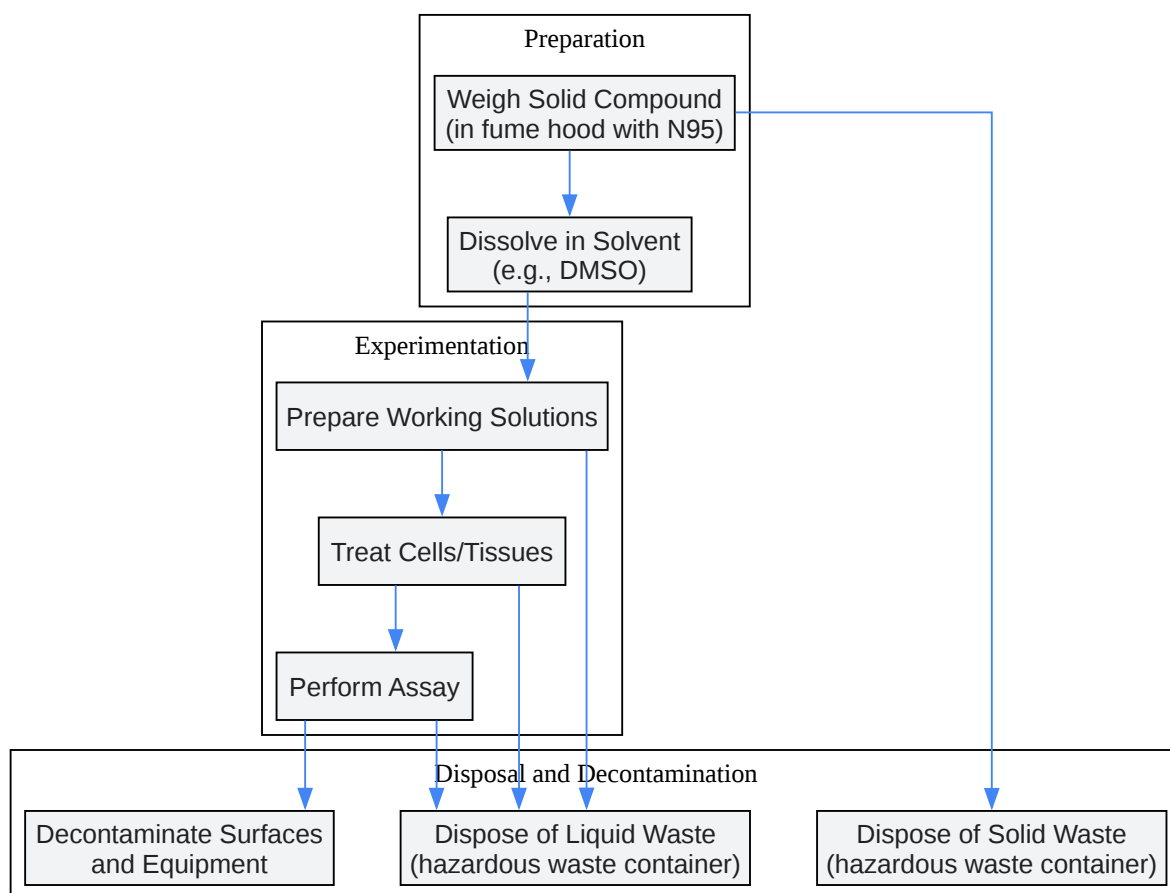 Preparation
Weigh Solid Compound
(in fume hood with N95)
Dissolve in Solvent
(e.g., DMSO)
Experimentation
Prepare Working Solutions
Treat Cells/Tissues
Perform Assay
Disposal and Decontamination
Decontaminate Surfaces
and Equipment
Dispose of Liquid Waste
(hazardous waste container)
Dispose of Solid Waste
(hazardous waste container)